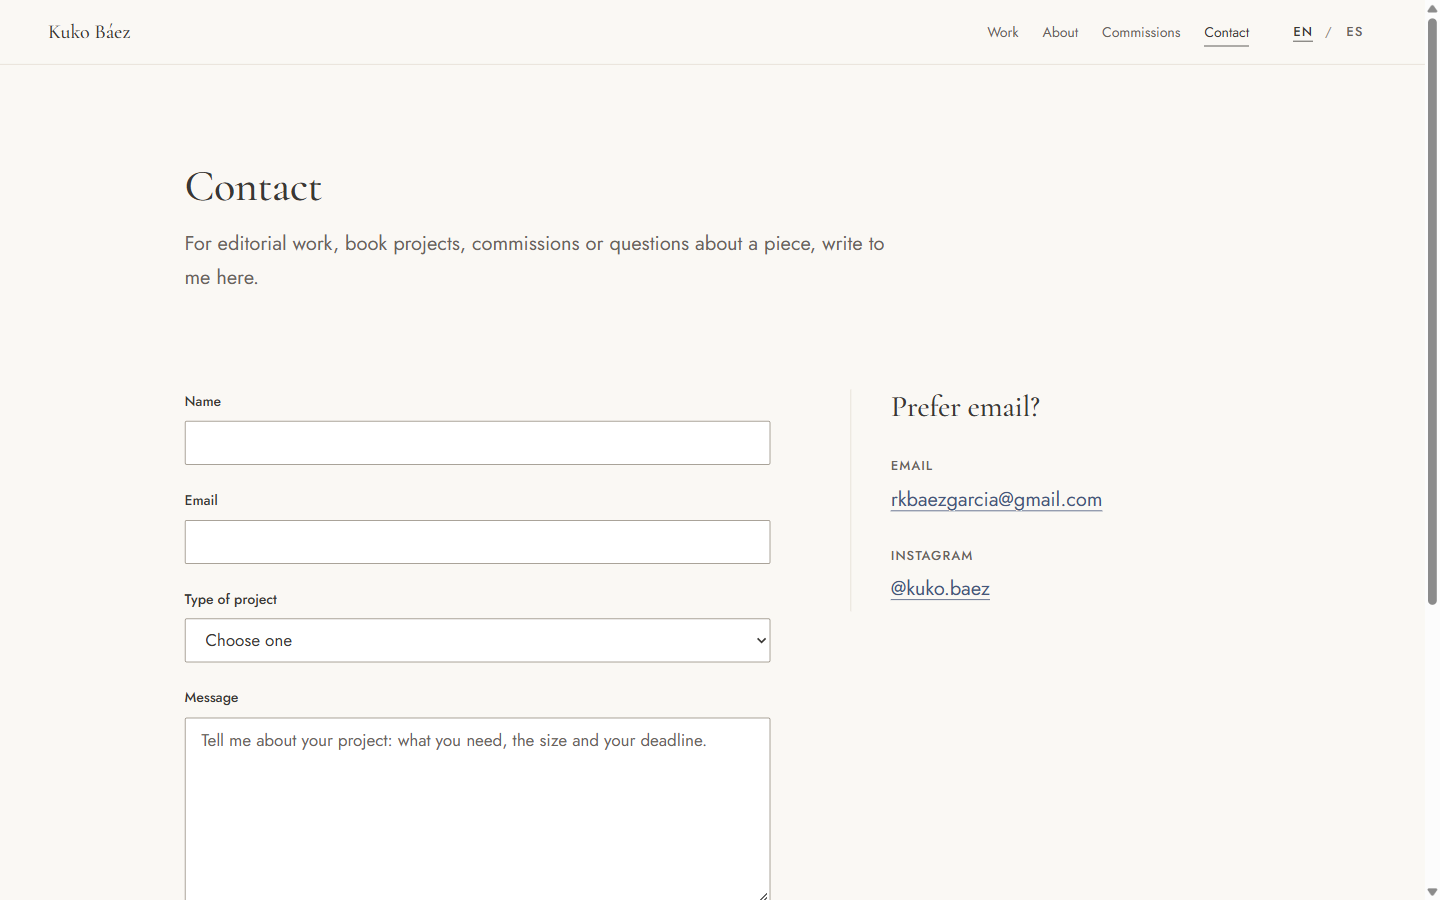 Kuko Báez
Work About Commissions Contact EN / ES
Contact
For editorial work, book projects, commissions or questions about a piece, write to
me here.
Name
Email
Type of project
Choose one
Message
Tell me about your project: what you need, the size and your deadline.
Prefer email?
EMAIL
rkbaezgarcia@gmail.com
INSTAGRAM
@kuko.baez